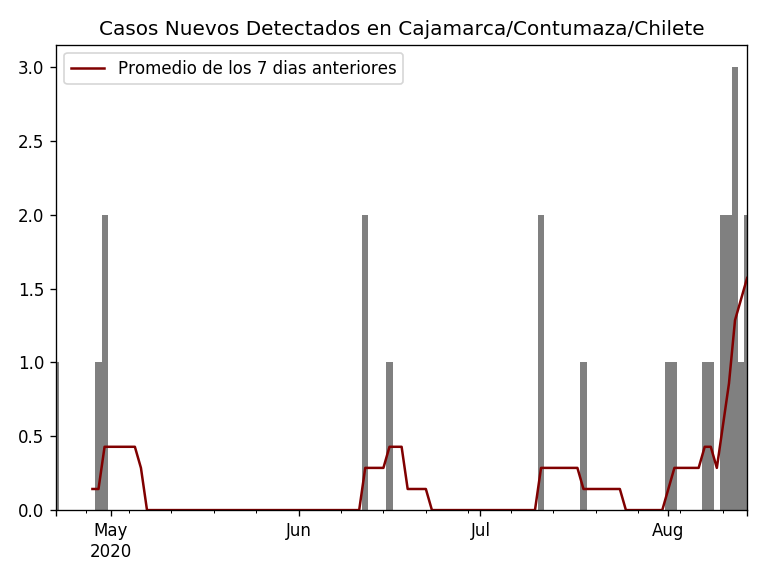 Casos Nuevos Detectados en Cajamarca/Contumaza/Chilete
Promedio de los 7 dias anteriores
3.0
2.5
2.0
1.5
1.0
0.5
0.0
May Jun Jul Aug
2020